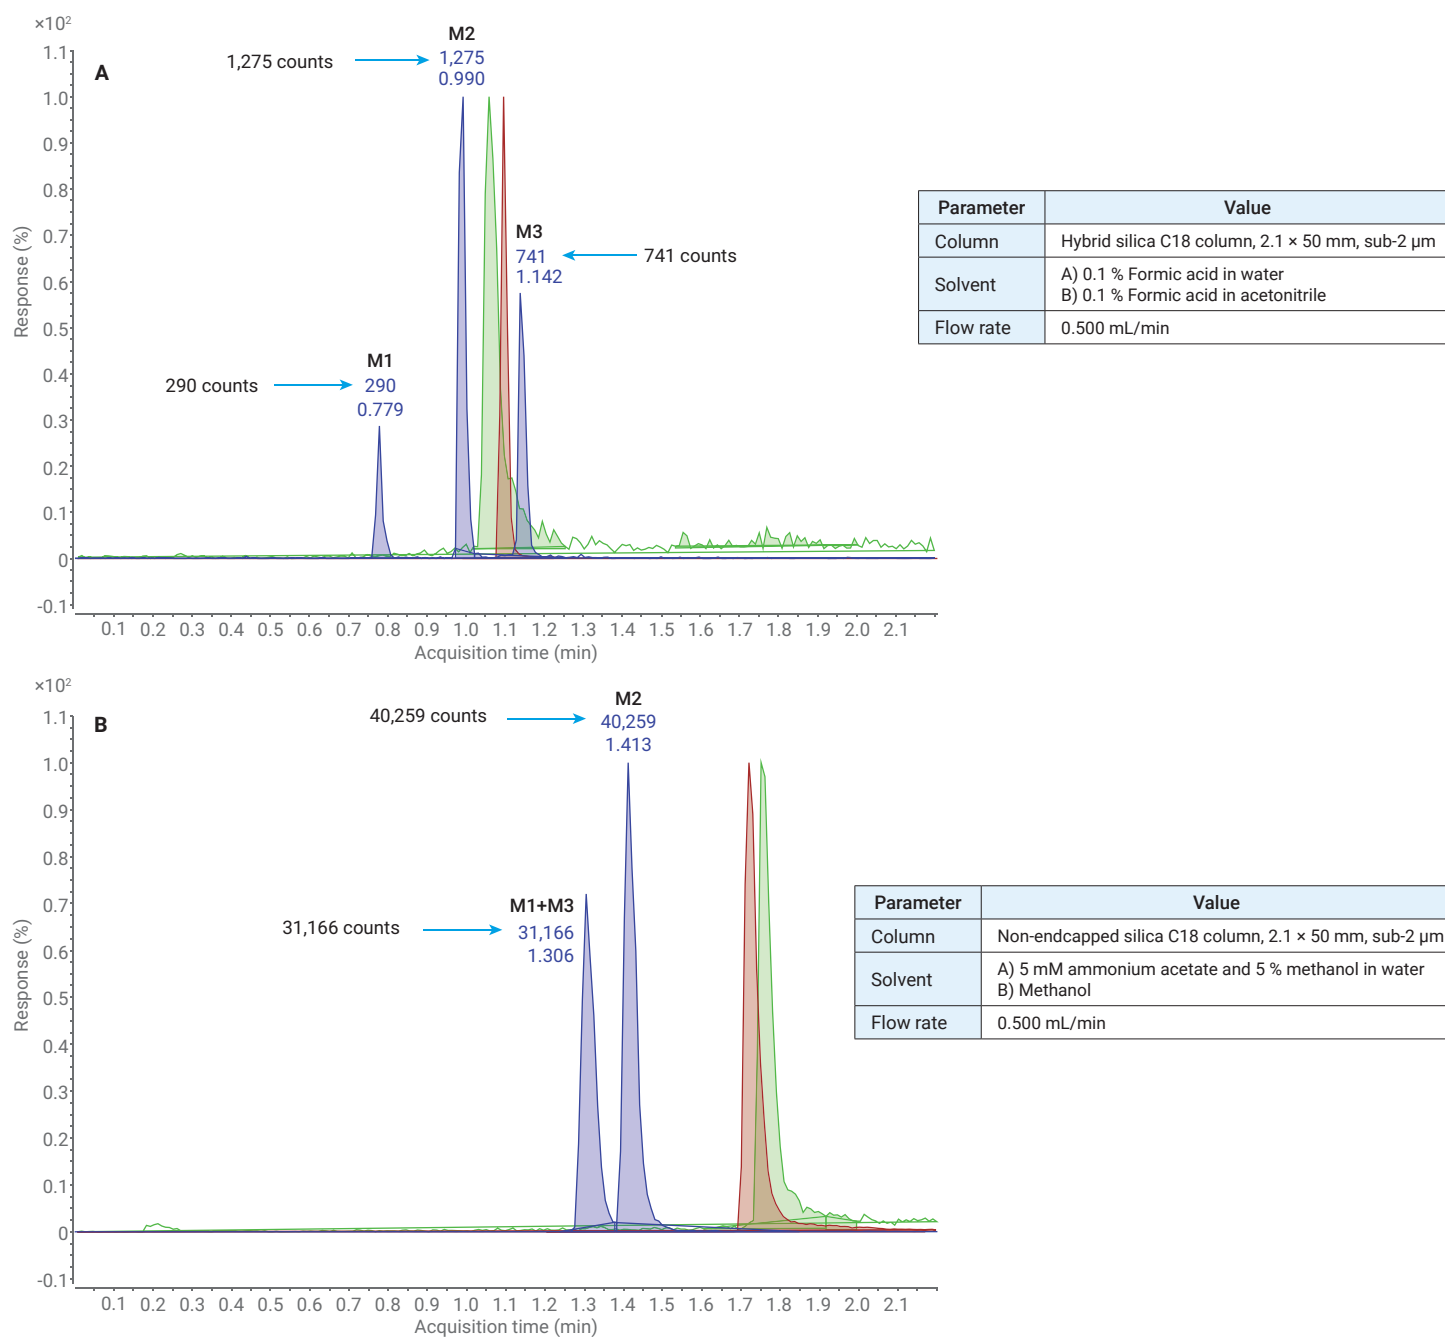 ×10²
1.1
A
M2
1,275 counts
1,275
0.990
1.0
0.9
0.8
0.7
M3
741
741 counts
1.142
0.6
0.5
0.4
M1
290 counts
290
0.779
0.3
0.2
0.1
0
-0.1
Response (%)
0.1 0.2 0.3 0.4 0.5 0.6 0.7 0.8 0.9 1.0 1.1 1.2 1.3 1.4 1.5 1.6 1.7 1.8 1.9 2.0 2.1
Acquisition time (min)
Parameter Value
Column Hybrid silica C18 column, 2.1 × 50 mm, sub-2 µm
Solvent A) 0.1 % Formic acid in water
B) 0.1 % Formic acid in acetonitrile
Flow rate 0.500 mL/min
×10²
1.1
B
M2
40,259 counts
40,259
1.413
1.0
0.9
0.8
0.7
M1+M3
31,166 counts
31,166
1.306
0.6
0.5
0.4
0.3
0.2
0.1
0
-0.1
Response (%)
0.1 0.2 0.3 0.4 0.5 0.6 0.7 0.8 0.9 1.0 1.1 1.2 1.3 1.4 1.5 1.6 1.7 1.8 1.9 2.0 2.1
Acquisition time (min)
Parameter Value
Column Non-endcapped silica C18 column, 2.1 × 50 mm, sub-2 µm
Solvent A) 5 mM ammonium acetate and 5 % methanol in water
B) Methanol
Flow rate 0.500 mL/min